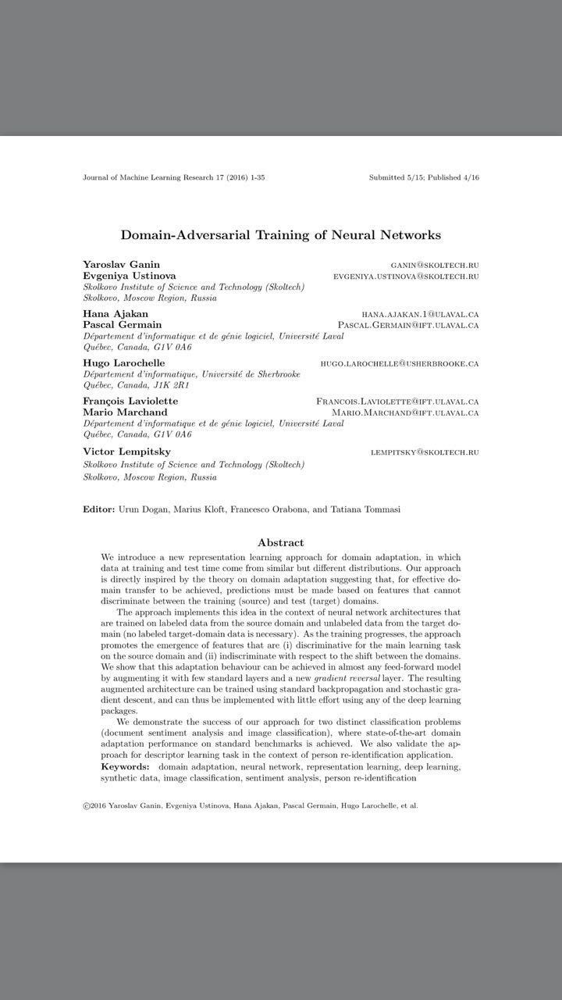 Journal of Machine Learning Research 17 (2016) 1-35 Submitted 5/15; Published 4/16
Domain-Adversarial Training of Neural Networks
Yaroslav Ganin GANIN@SKOLTECH.RU
Evgeniya Ustinova EVGENIYA.USTINOVA@SKOLTECH.RU
Skolkovo Institute of Science and Technology (Skoltech)
Skolkovo, Moscow Region, Russia
Hana Ajakan HANA.AJAKAN.1@ULAVAL.CA
Pascal Germain PASCAL.GERMAIN@IFT.ULAVAL.CA
Département d'informatique et de génie logiciel, Université Laval
Québec, Canada, G1V 0A6
Hugo Larochelle HUGO.LAROCHELLE@USHERBROOKE.CA
Département d'informatique, Université de Sherbrooke
Québec, Canada, J1K 2R1
François Laviolette FRANCOIS.LAVIOLETTE@IFT.ULAVAL.CA
Mario Marchand MARIO.MARCHAND@IFT.ULAVAL.CA
Département d'informatique et de génie logiciel, Université Laval
Québec, Canada, G1V 0A6
Victor Lempitsky LEMPITSKY@SKOLTECH.RU
Skolkovo Institute of Science and Technology (Skoltech)
Skolkovo, Moscow Region, Russia
Editor: Urun Dogan, Marius Kloft, Francesco Orabona, and Tatiana Tommasi
Abstract
We introduce a new representation learning approach for domain adaptation, in which
data at training and test time come from similar but different distributions. Our approach
is directly inspired by the theory on domain adaptation suggesting that, for effective do-
main transfer to be achieved, predictions must be made based on features that cannot
discriminate between the training (source) and test (target) domains.
The approach implements this idea in the context of neural network architectures that
are trained on labeled data from the source domain and unlabeled data from the target do-
main (no labeled target-domain data is necessary). As the training progresses, the approach
promotes the emergence of features that are (i) discriminative for the main learning task
on the source domain and (ii) indiscriminate with respect to the shift between the domains.
We show that this adaptation behaviour can be achieved in almost any feed-forward model
by augmenting it with few standard layers and a new gradient reversal layer. The resulting
augmented architecture can be trained using standard backpropagation and stochastic gra-
dient descent, and can thus be implemented with little effort using any of the deep learning
packages.
We demonstrate the success of our approach for two distinct classification problems
(document sentiment analysis and image classification), where state-of-the-art domain
adaptation performance on standard benchmarks is achieved. We also validate the ap-
proach for descriptor learning task in the context of person re-identification application.
Keywords: domain adaptation, neural network, representation learning, deep learning,
synthetic data, image classification, sentiment analysis, person re-identification
©2016 Yaroslav Ganin, Evgeniya Ustinova, Hana Ajakan, Pascal Germain, Hugo Larochelle, et al.